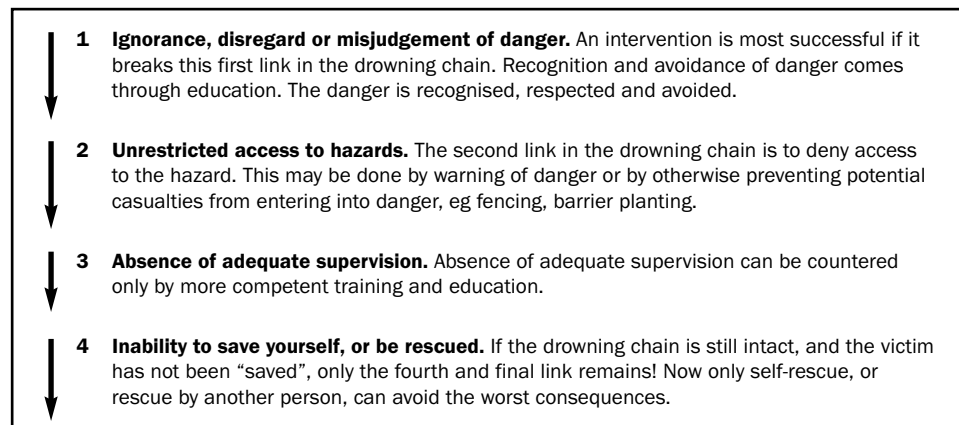 1 Ignorance, disregard or misjudgement of danger. An intervention is most successful if it
breaks this first link in the drowning chain. Recognition and avoidance of danger comes
through education. The danger is recognised, respected and avoided.
2 Unrestricted access to hazards. The second link in the drowning chain is to deny access
to the hazard. This may be done by warning of danger or by otherwise preventing potential
casualties from entering into danger, eg fencing, barrier planting.
3 Absence of adequate supervision. Absence of adequate supervision can be countered
only by more competent training and education.
4 Inability to save yourself, or be rescued. If the drowning chain is still intact, and the victim
has not been “saved”, only the fourth and final link remains! Now only self-rescue, or
rescue by another person, can avoid the worst consequences.